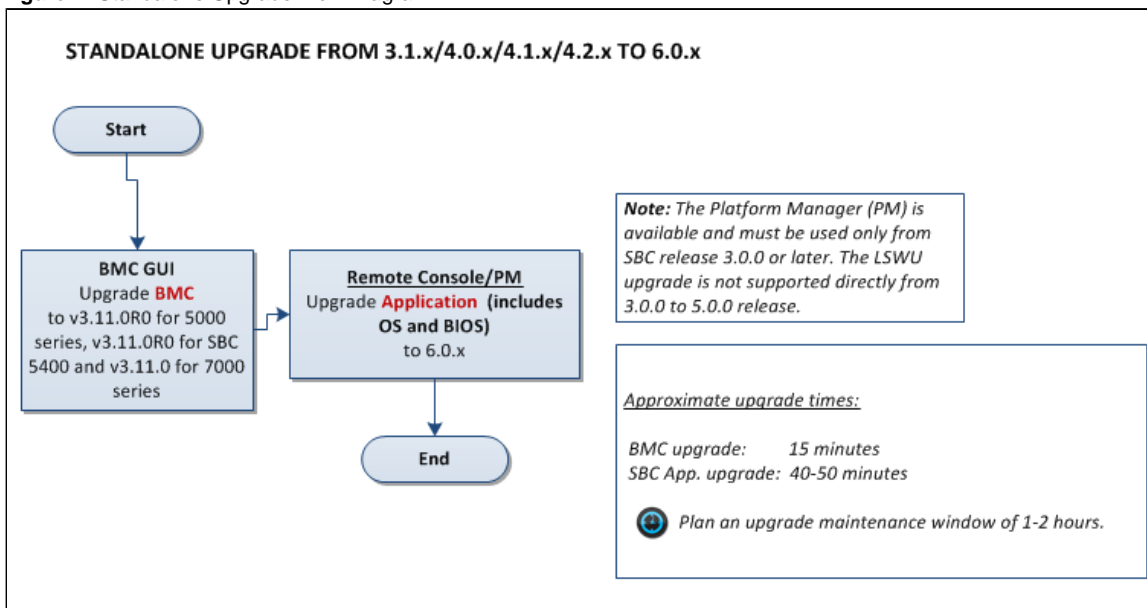 STANDALONE UPGRADE FROM 3.1.x/4.0.x/4.1.x/4.2.x TO 6.0.x
Start
BMC GUI
Upgrade BMC
to v3.11.0R0 for 5000
series, v3.11.0R0 for SBC
5400 and v3.11.0 for 7000
series
Remote Console/PM
Upgrade Application (includes
OS and BIOS)
to 6.0.x
End
Note: The Platform Manager (PM) is
available and must be used only from
SBC release 3.0.0 or later. The LSWU
upgrade is not supported directly from
3.0.0 to 5.0.0 release.
Approximate upgrade times:
BMC upgrade: 15 minutes
SBC App. upgrade: 40-50 minutes
Plan an upgrade maintenance window of 1-2 hours.